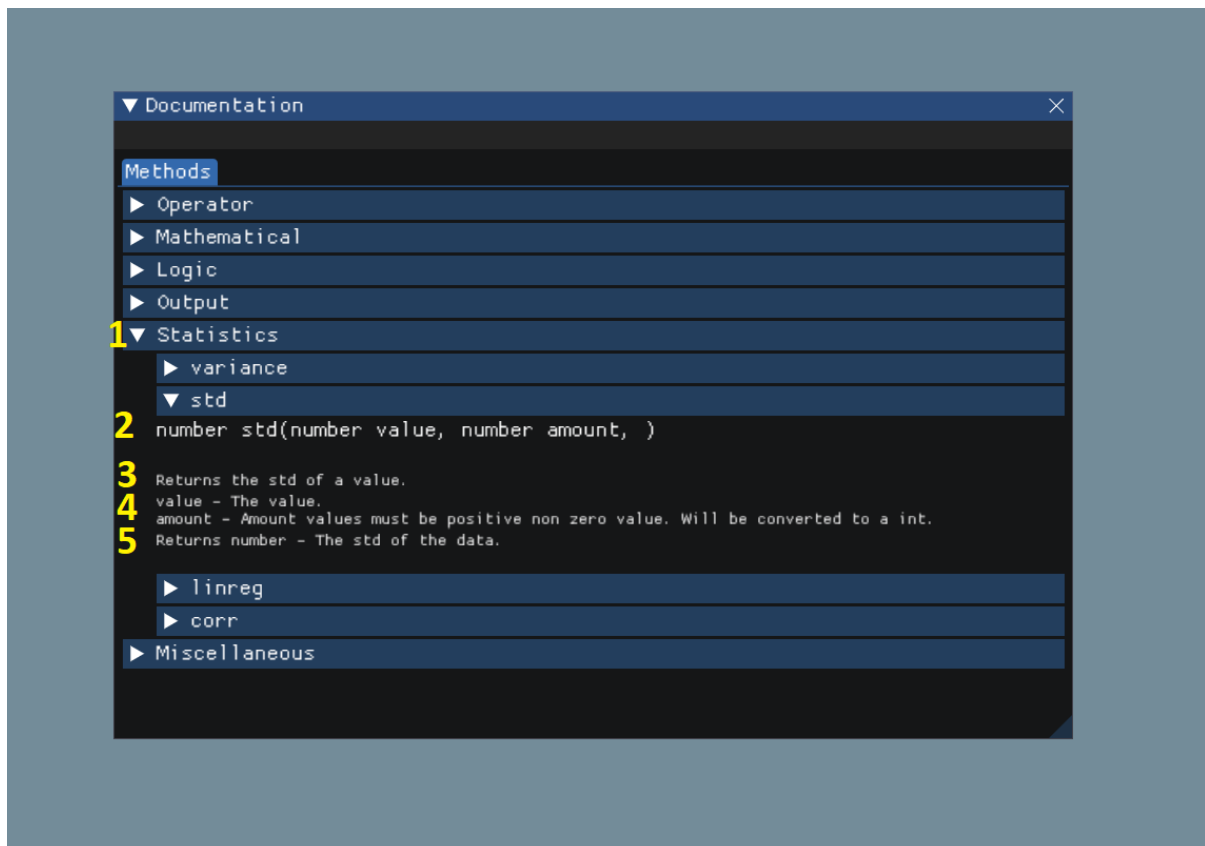 Documentation
Methods
Operator
Mathematical
Logic
Output
1 Statistics
variance
std
2 number std(number value, number amount, )
3 Returns the std of a value.
4 value - The value.
amount - Amount values must be positive non zero value. Will be converted to a int.
5 Returns number - The std of the data.
linreg
corr
Miscellaneous